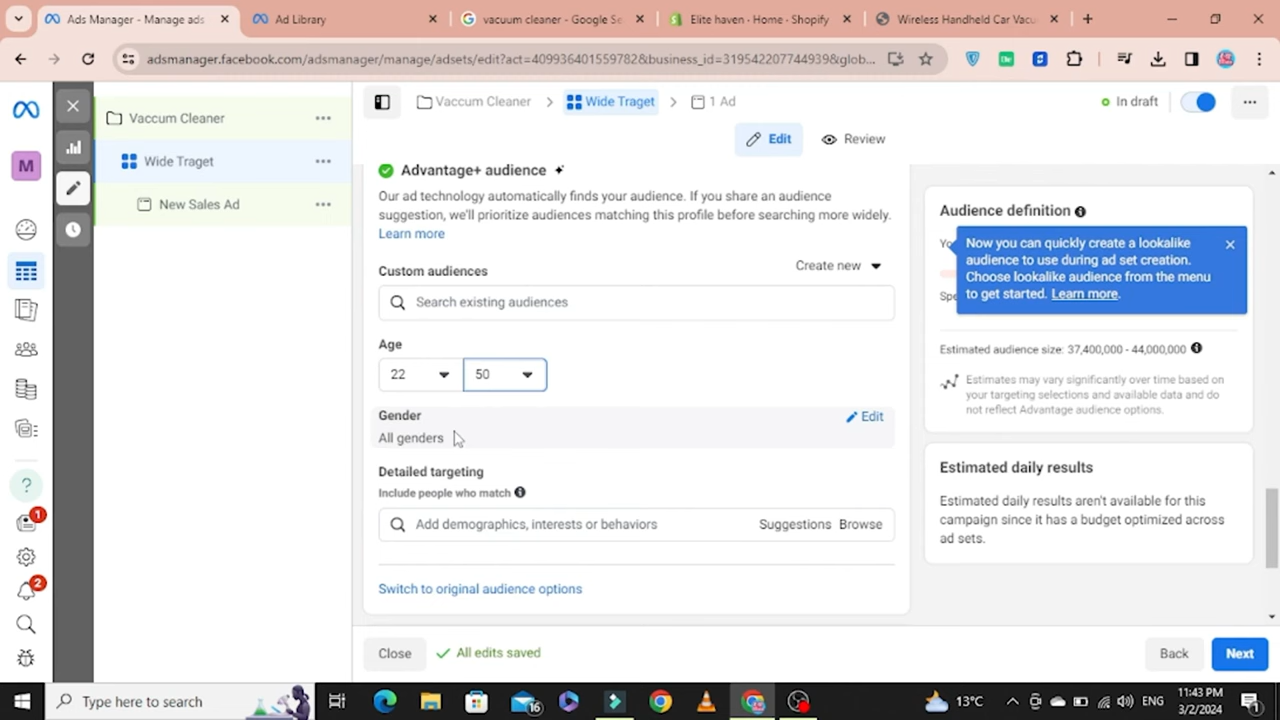 Ads Manager - Manage ads
Ad Library
vacuum cleaner - Google Se
Elite haven - Home - Shopify
Wireless Handheld Car Vacu
adsmanager.facebook.com/adsmanager/manage/adsets/edit?act=409936401559782&business_id=319542207744939&glob...
Vaccum Cleaner
Wide Traget
1 Ad
In draft
Edit
Review
M
Vaccum Cleaner
Wide Traget
New Sales Ad
Advantage+ audience
Our ad technology automatically finds your audience. If you share an audience
suggestion, we'll prioritize audiences matching this profile before searching more widely.
Learn more
Custom audiences
Create new
Search existing audiences
Age
22
50
Gender
Edit
All genders
Detailed targeting
Include people who match
Add demographics, interests or behaviors
Suggestions
Browse
Switch to original audience options
Audience definition
Now you can quickly create a lookalike
audience to use during ad set creation.
Choose lookalike audience from the menu
to get started. Learn more.
Spe
Estimated audience size: 37,400,000 - 44,000,000
Estimates may vary significantly over time based on
your targeting selections and available data and do
not reflect Advantage audience options.
Estimated daily results
Estimated daily results aren't available for this
campaign since it has a budget optimized across
ad sets.
1
2
Close
All edits saved
Back
Next
Type here to search
16
13°C
ENG
11:43 PM
3/2/2024
1